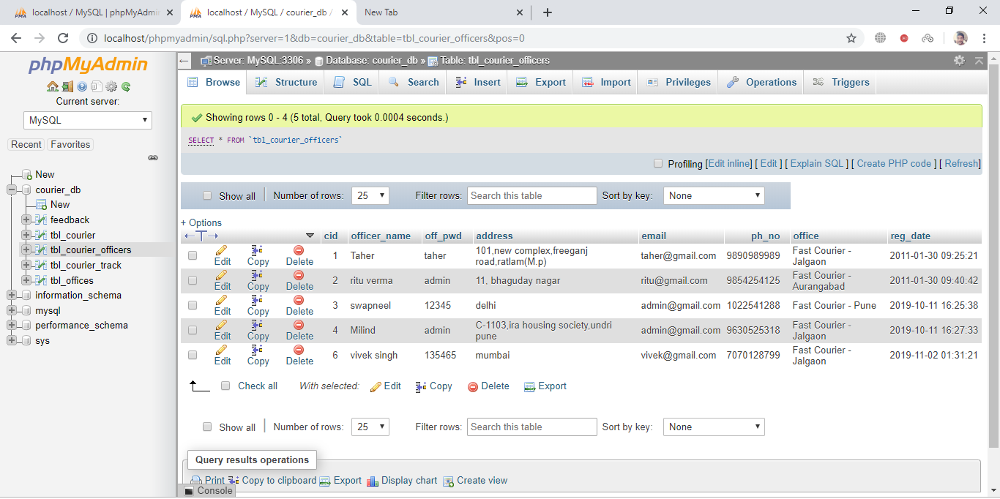 localhost / MySQL | phpMyAdmin
localhost / MySQL / courier_db /
New Tab
localhost/phpmyadmin/sql.php?server=1&db=courier_db&table=tbl_courier_officers&pos=0
phpMyAdmin
Current server:
MySQL
Recent Favorites
New
courier_db
New
feedback
tbl_courier
tbl_courier_officers
tbl_courier_track
tbl_offices
information_schema
mysql
performance_schema
sys
Server: MySQL:3306 » Database: courier_db » Table: tbl_courier_officers
Browse Structure SQL Search Insert Export Import Privileges Operations Triggers
Showing rows 0 - 4 (5 total, Query took 0.0004 seconds.)
SELECT * FROM `tbl_courier_officers`
Profiling [Edit inline] [ Edit ] [ Explain SQL ] [ Create PHP code ] [ Refresh]
Show all Number of rows: 25 Filter rows: Search this table Sort by key: None
+ Options
←T→ cid officer_name off_pwd address email ph_no office reg_date
Edit Copy Delete 1 Taher taher 101,new complex,freeganj road,ratlam(M.p) taher@gmail.com 9890989989 Fast Courier - Jalgaon 2011-01-30 09:25:21
Edit Copy Delete 2 ritu verma admin 11, bhaguday nagar ritu@gmail.com 9854254125 Fast Courier - Aurangabad 2011-01-30 09:40:42
Edit Copy Delete 3 swapneel 12345 delhi admin@gmail.com 1022541288 Fast Courier - Pune 2019-10-11 16:25:38
Edit Copy Delete 4 Milind admin C-1103,ira housing society,undri pune admin@gmail.com 9630525318 Fast Courier - Jalgaon 2019-10-11 16:27:33
Edit Copy Delete 6 vivek singh 135465 mumbai vivek@gmail.com 7070128799 Fast Courier - Jalgaon 2019-11-02 01:31:21
Check all With selected: Edit Copy Delete Export
Show all Number of rows: 25 Filter rows: Search this table Sort by key: None
Query results operations
Print Copy to clipboard Export Display chart Create view
Console